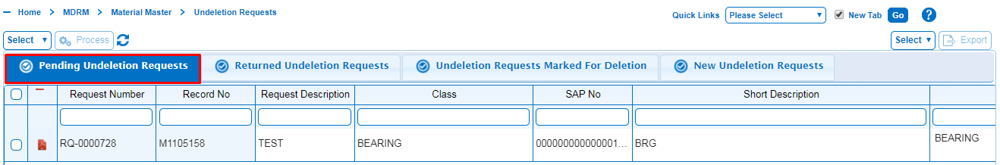 Home > MDRM > Material Master > Undeletion Requests
Quick Links Please Select New Tab Go ?
Select Process Select Export
Pending Undeletion Requests Returned Undeletion Requests Undeletion Requests Marked For Deletion New Undeletion Requests
Request Number Record No Request Description Class SAP No Short Description
RQ-0000728 M1105158 TEST BEARING 000000000000001... BRG BEARING